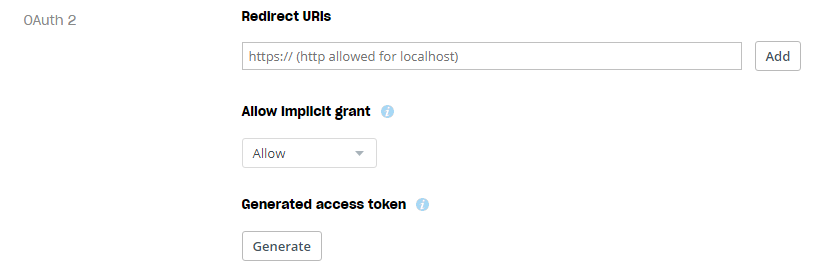 OAuth 2
Redirect URIs
https:// (http allowed for localhost)
Add
Allow implicit grant
Allow
Generated access token
Generate